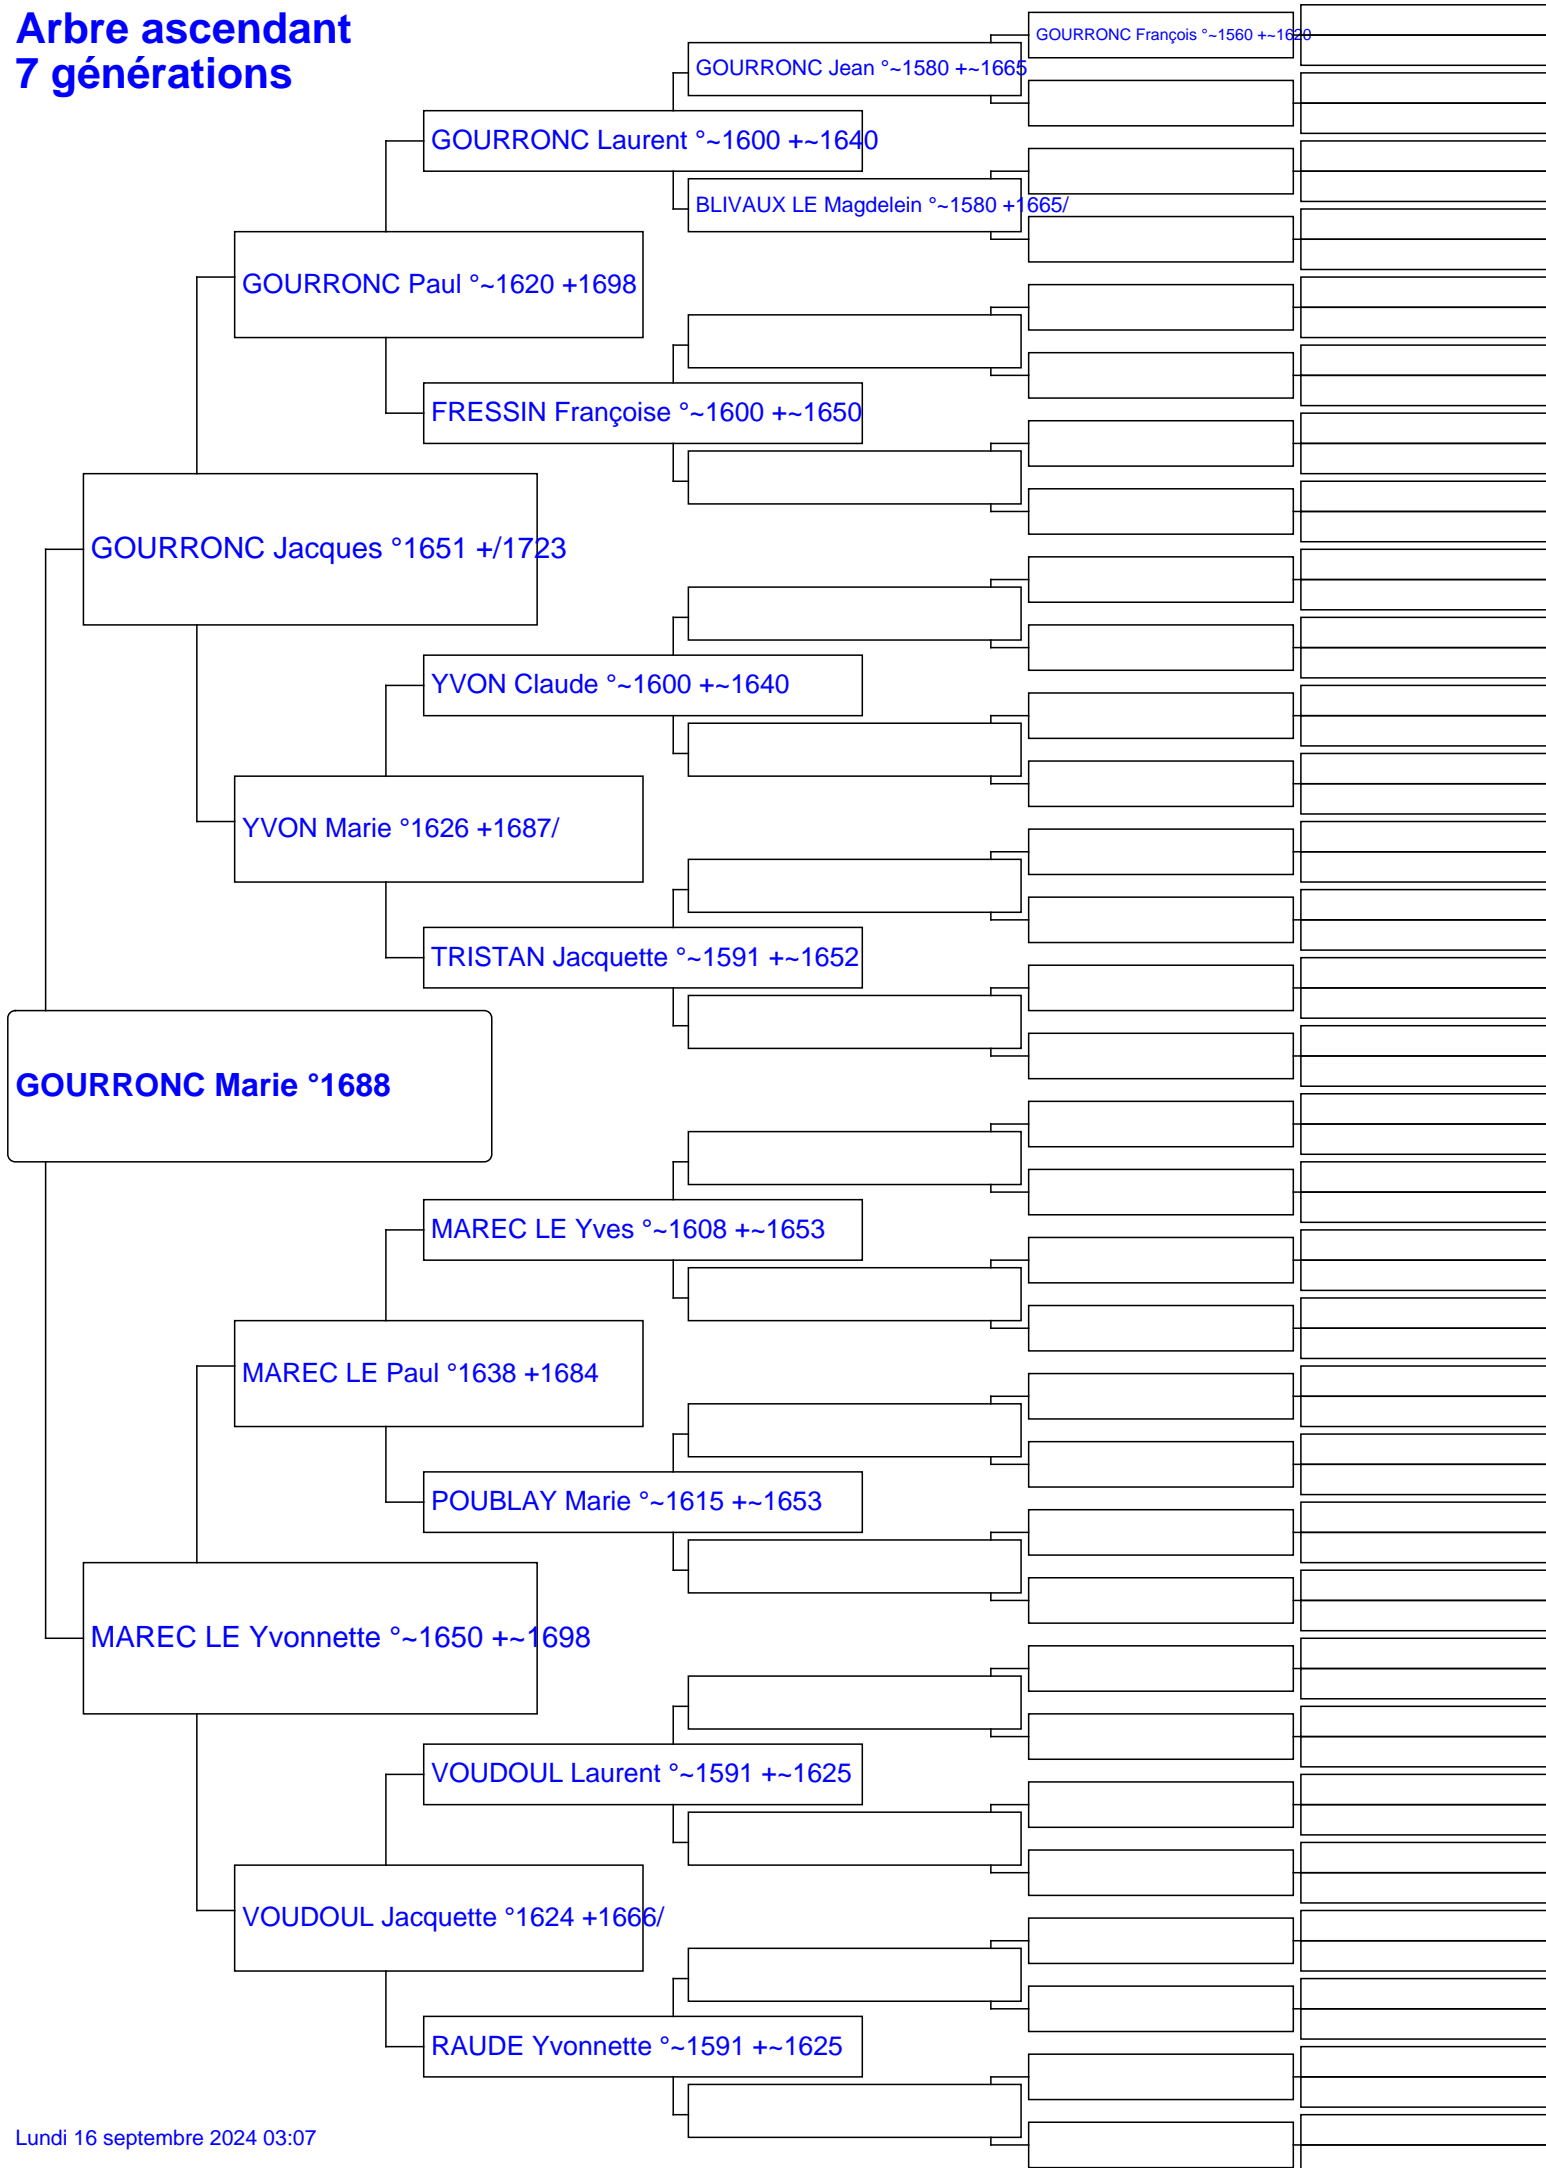 Arbre ascendant
7 générations
GOURRONC François °~1560 +~1620
GOURRONC Jean °~1580 +~1665
GOURRONC Laurent °~1600 +~1640
BLIVAUX LE Magdelein °~1580 +1665/
GOURRONC Paul °~1620 +1698
FRESSIN Françoise °~1600 +~1650
GOURRONC Jacques °1651 +/1723
YVON Claude °~1600 +~1640
YVON Marie °1626 +1687/
TRISTAN Jacquette °~1591 +~1652
GOURRONC Marie °1688
MAREC LE Yves °~1608 +~1653
MAREC LE Paul °1638 +1684
POUBLAY Marie °~1615 +~1653
MAREC LE Yvonnette °~1650 +~1698
VOUDOUL Laurent °~1591 +~1625
VOUDOUL Jacquette °1624 +1666/
RAUDE Yvonnette °~1591 +~1625
Lundi 16 septembre 2024 03:07